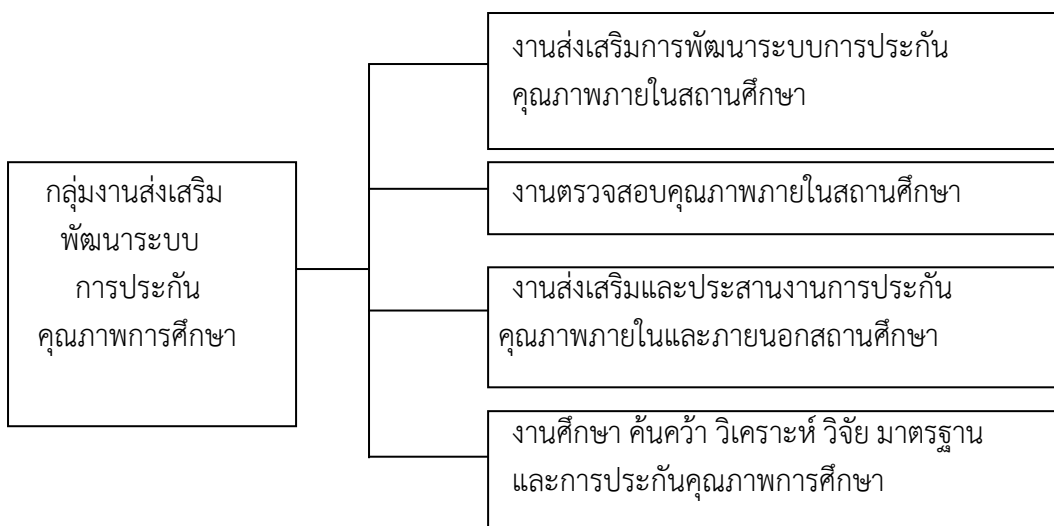 กลุ่มงานส่งเสริม
พัฒนาระบบ
การประกัน
คุณภาพการศึกษา
งานส่งเสริมการพัฒนาระบบการประกัน
คุณภาพภายในสถานศึกษา
งานตรวจสอบคุณภาพภายในสถานศึกษา
งานส่งเสริมและประสานงานการประกัน
คุณภาพภายในและภายนอกสถานศึกษา
งานศึกษา ค้นคว้า วิเคราะห์ วิจัย มาตรฐาน
และการประกันคุณภาพการศึกษา